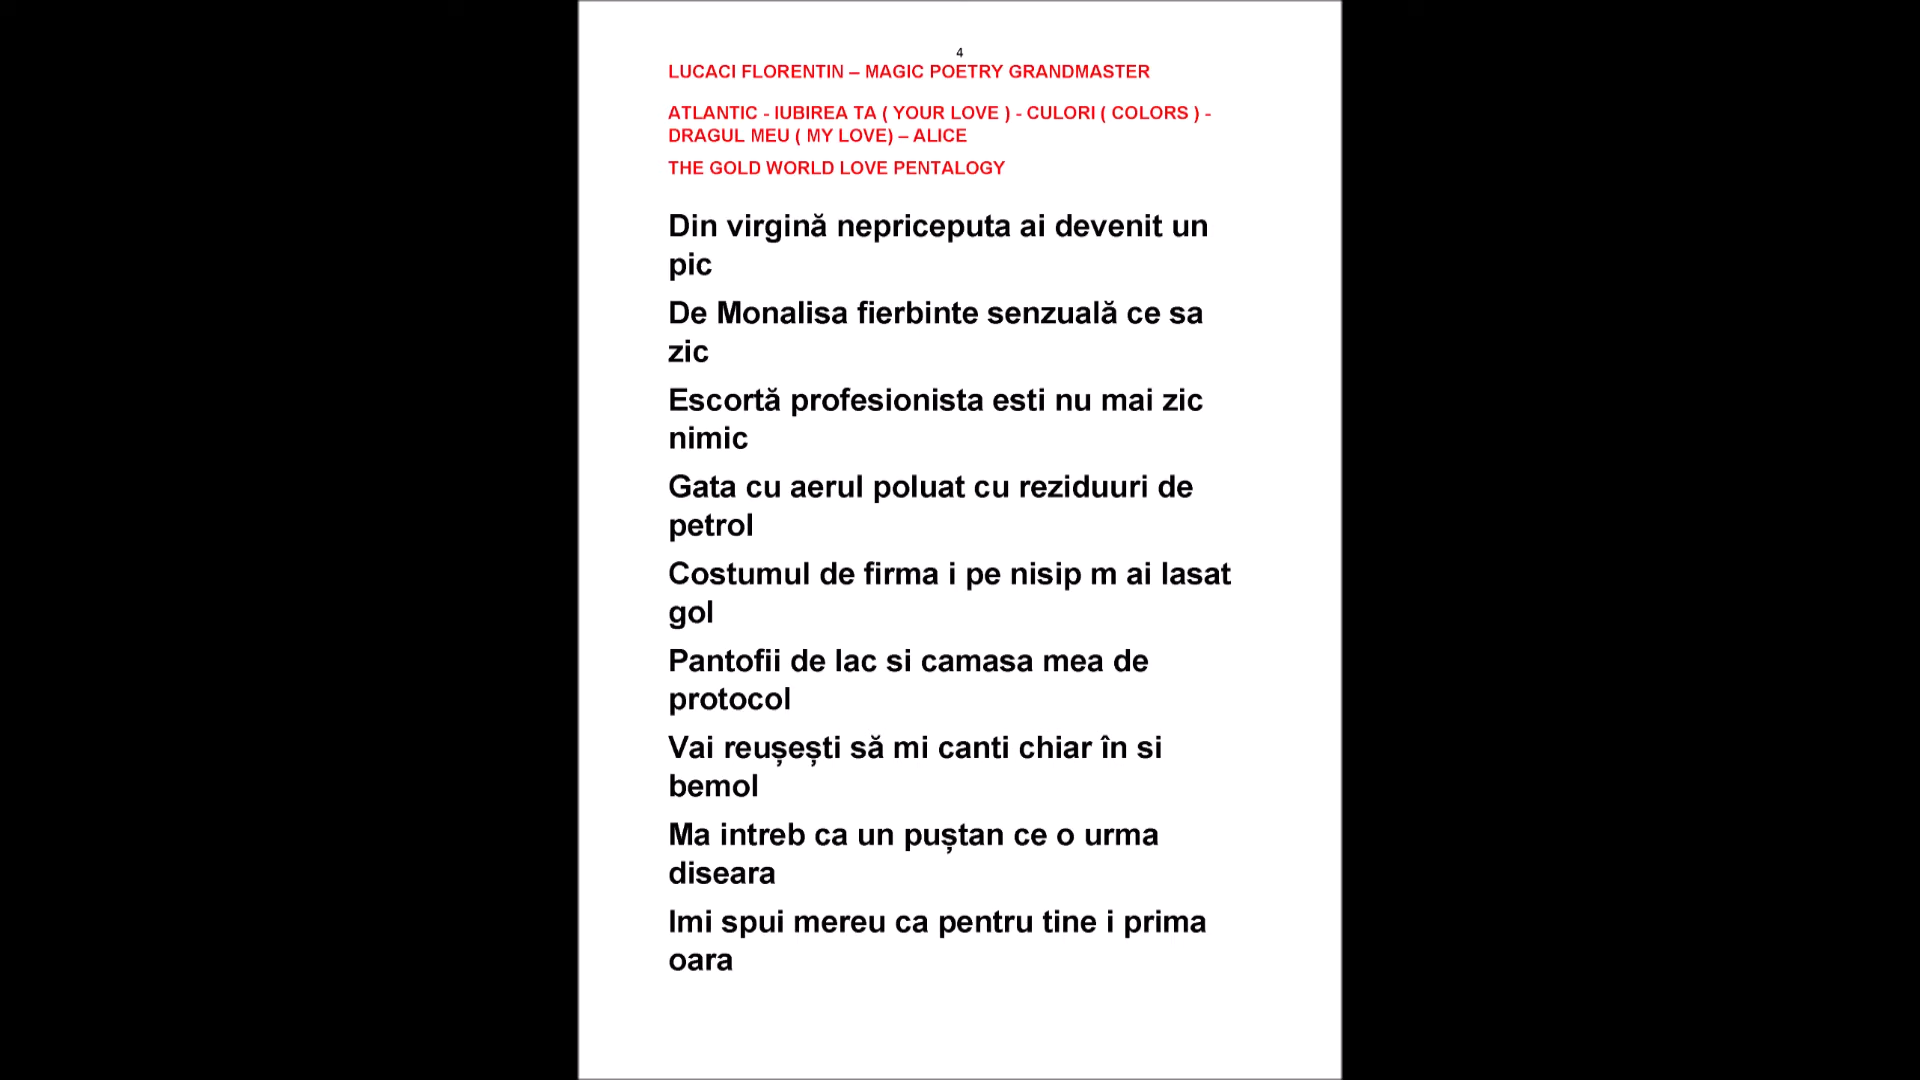 4
LUCACI FLORENTIN – MAGIC POETRY GRANDMASTER
ATLANTIC - IUBIREA TA ( YOUR LOVE ) - CULORI ( COLORS ) -
DRAGUL MEU ( MY LOVE) – ALICE
THE GOLD WORLD LOVE PENTALOGY
Din virgină nepriceputa ai devenit un
pic
De Monalisa fierbinte senzuală ce sa
zic
Escortă profesionista esti nu mai zic
nimic
Gata cu aerul poluat cu reziduuri de
petrol
Costumul de firma i pe nisip m ai lasat
gol
Pantofii de lac si camasa mea de
protocol
Vai reușești să mi canti chiar în si
bemol
Ma intreb ca un puștan ce o urma
diseara
Imi spui mereu ca pentru tine i prima
oara